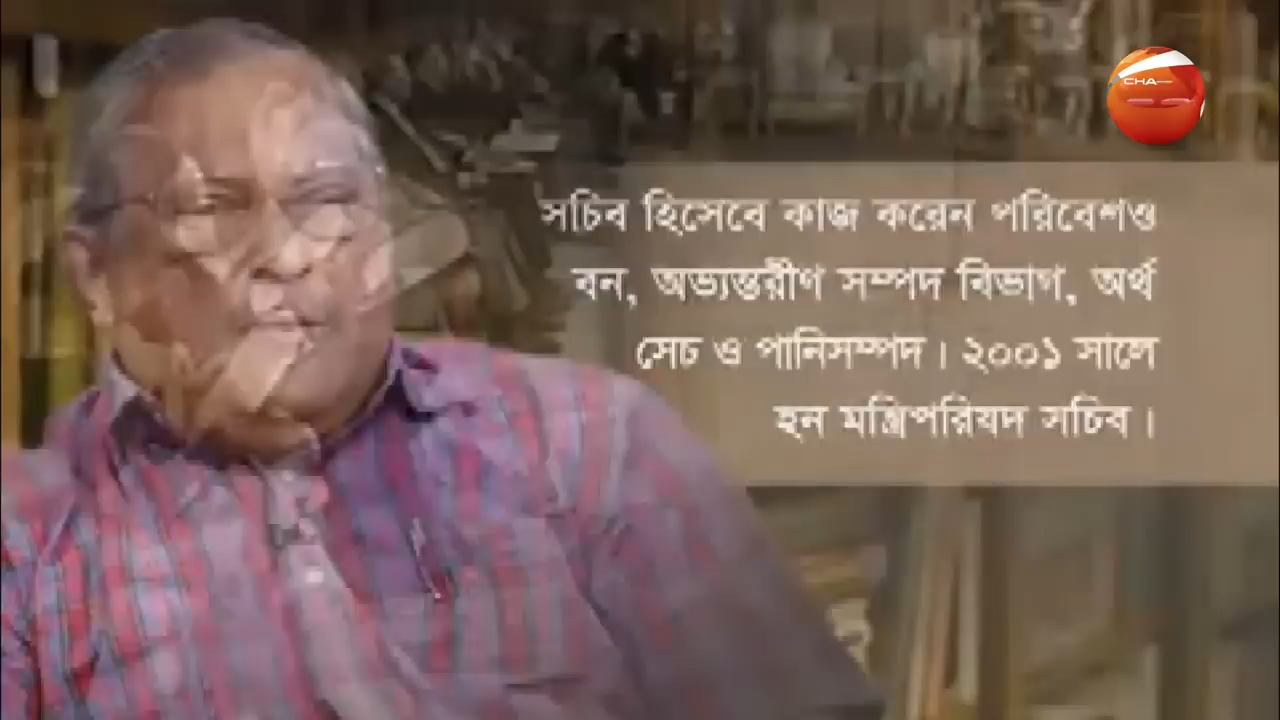 CHA
সচিব হিসেবে কাজ করেন পরিবেশও
বন, অভ্যন্তরীণ সম্পদ বিভাগ, অর্থ
সেচ ও পানিসম্পদ। ২০০১ সালে
হন মন্ত্রিপরিষদ সচিব।